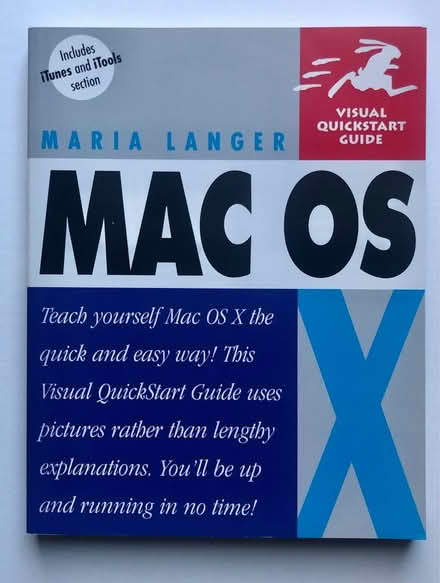 Includes
iTunes and iTools
section
VISUAL
QUICKSTART
GUIDE
MARIA LANGER
MAC OS
X
Teach yourself Mac OS X the
quick and easy way! This
Visual QuickStart Guide uses
pictures rather than lengthy
explanations. You'll be up
and running in no time!